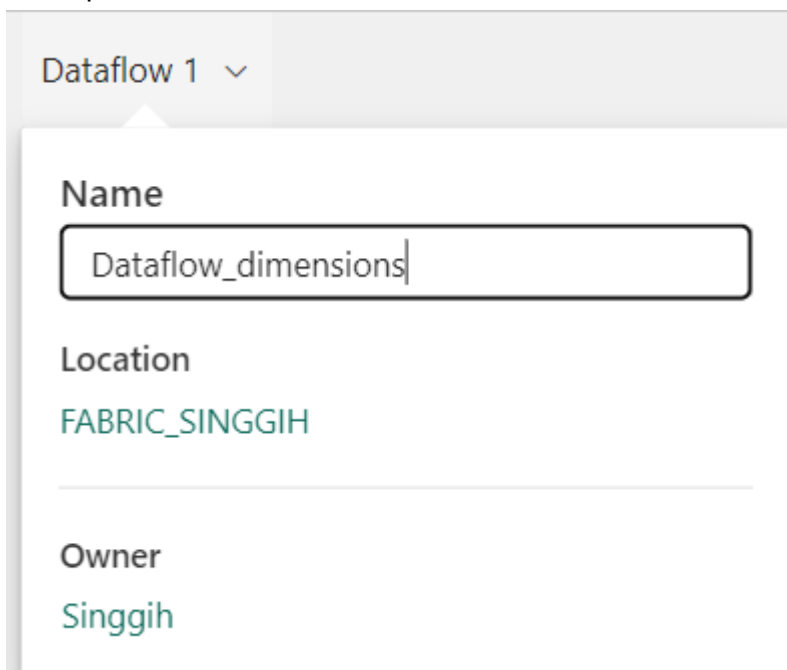 Dataflow 1
Name
Dataflow_dimensions
Location
FABRIC_SINGGIH
Owner
Singgih